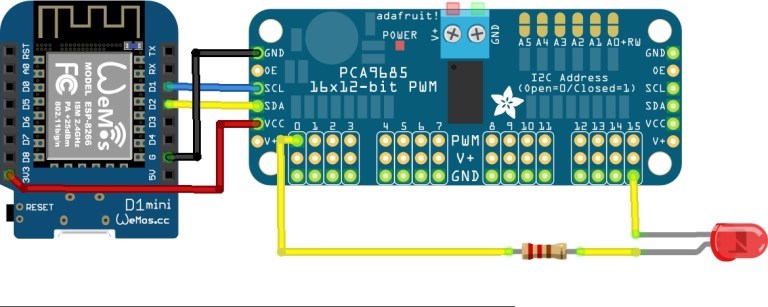 A0 RST
D0
D5
D6
D7
D8
3V3
WeMos
MODEL ESP-8266
FC
ISM 2.4GHz
PA +25dBm
802.11b/g/n
TX
RX
D1
D2
D3
D4
G
5V
RESET
D1 mini
WeMos.cc
adafruit!
POWER
V+
GND
A5 A4 A3 A2 A1 A0+RW
GND
OE
SCL
SDA
VCC
V+
PCA9685
16x12-bit PWM
I2C Address
(Open=0/Closed=1)
GND
OE
SCL
SDA
VCC
V+
0 1 2 3 4 5 6 7 8 9 10 11 12 13 14 15
PWM
V+
GND